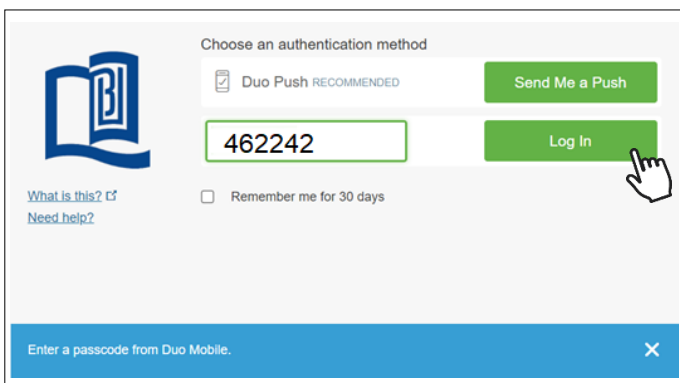 Choose an authentication method
Duo Push RECOMMENDED
Send Me a Push
462242
Log In
What is this?
Remember me for 30 days
Need help?
Enter a passcode from Duo Mobile.